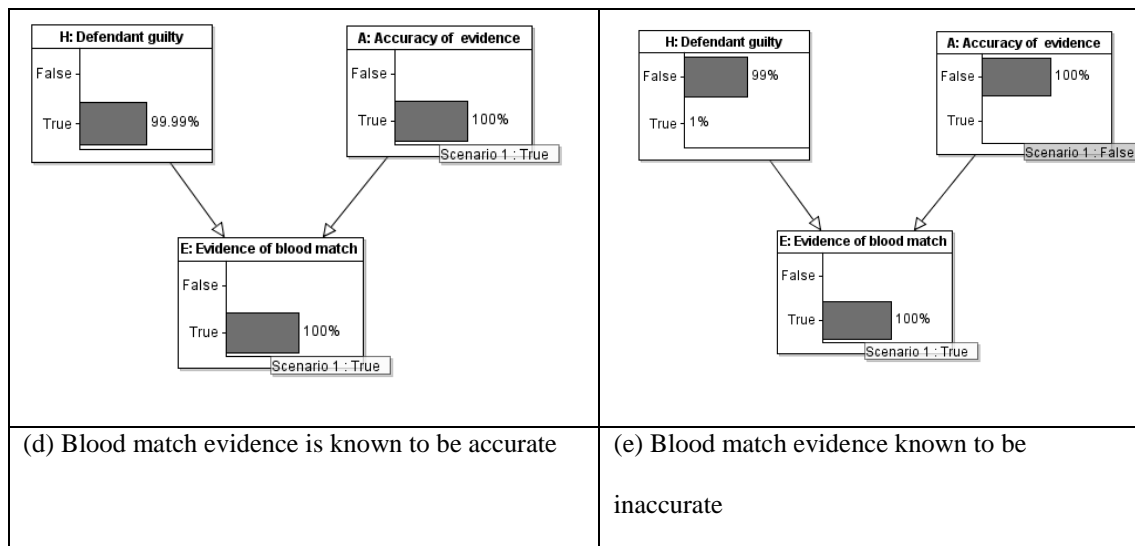 H: Defendant guilty
False
True
99.99%
A: Accuracy of evidence
False
True
100%
Scenario 1 : True
E: Evidence of blood match
False
True
100%
Scenario 1 : True
(d) Blood match evidence is known to be accurate
H: Defendant guilty
False
99%
True
1%
A: Accuracy of evidence
False
100%
True
Scenario 1 : False
E: Evidence of blood match
False
True
100%
Scenario 1 : True
(e) Blood match evidence known to be
inaccurate